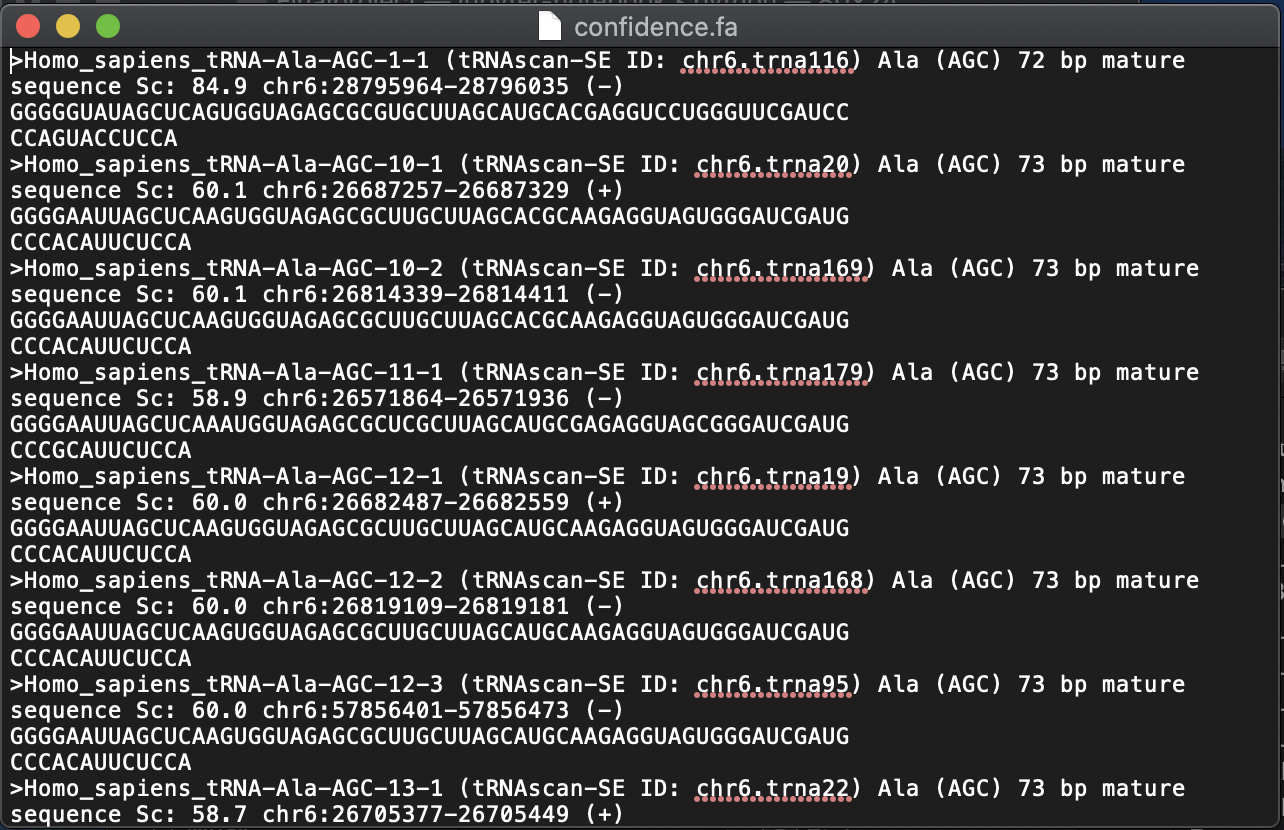 confidence.fa
>Homo_sapiens_tRNA-Ala-AGC-1-1 (tRNAscan-SE ID: chr6.trna116) Ala (AGC) 72 bp mature
sequence Sc: 84.9 chr6:28795964-28796035 (-)
GGGGGUAUAGCUCAGUGGUAGAGCGCGUGCUUAGCAUGCACGAGGUCCUGGGUUCGAUCC
CCAGUACCUCCA
>Homo_sapiens_tRNA-Ala-AGC-10-1 (tRNAscan-SE ID: chr6.trna20) Ala (AGC) 73 bp mature
sequence Sc: 60.1 chr6:26687257-26687329 (+)
GGGGAAUUAGCUCAAGUGGUAGAGCGCUUGCUUAGCACGCAAGAGGUAGUGGGAUCGAUG
CCCACAUUCUCCA
>Homo_sapiens_tRNA-Ala-AGC-10-2 (tRNAscan-SE ID: chr6.trna169) Ala (AGC) 73 bp mature
sequence Sc: 60.1 chr6:26814339-26814411 (-)
GGGGAAUUAGCUCAAGUGGUAGAGCGCUUGCUUAGCACGCAAGAGGUAGUGGGAUCGAUG
CCCACAUUCUCCA
>Homo_sapiens_tRNA-Ala-AGC-11-1 (tRNAscan-SE ID: chr6.trna179) Ala (AGC) 73 bp mature
sequence Sc: 58.9 chr6:26571864-26571936 (-)
GGGGAAUUAGCUCAAAUGGUAGAGCGCUCGCUUAGCAUGCGAGAGGUAGCGGGAUCGAUG
CCCGCAUUCUCCA
>Homo_sapiens_tRNA-Ala-AGC-12-1 (tRNAscan-SE ID: chr6.trna19) Ala (AGC) 73 bp mature
sequence Sc: 60.0 chr6:26682487-26682559 (+)
GGGGAAUUAGCUCAAGUGGUAGAGCGCUUGCUUAGCAUGCAAGAGGUAGUGGGAUCGAUG
CCCACAUUCUCCA
>Homo_sapiens_tRNA-Ala-AGC-12-2 (tRNAscan-SE ID: chr6.trna168) Ala (AGC) 73 bp mature
sequence Sc: 60.0 chr6:26819109-26819181 (-)
GGGGAAUUAGCUCAAGUGGUAGAGCGCUUGCUUAGCAUGCAAGAGGUAGUGGGAUCGAUG
CCCACAUUCUCCA
>Homo_sapiens_tRNA-Ala-AGC-12-3 (tRNAscan-SE ID: chr6.trna95) Ala (AGC) 73 bp mature
sequence Sc: 60.0 chr6:57856401-57856473 (-)
GGGGAAUUAGCUCAAGUGGUAGAGCGCUUGCUUAGCAUGCAAGAGGUAGUGGGAUCGAUG
CCCACAUUCUCCA
>Homo_sapiens_tRNA-Ala-AGC-13-1 (tRNAscan-SE ID: chr6.trna22) Ala (AGC) 73 bp mature
sequence Sc: 58.7 chr6:26705377-26705449 (+)